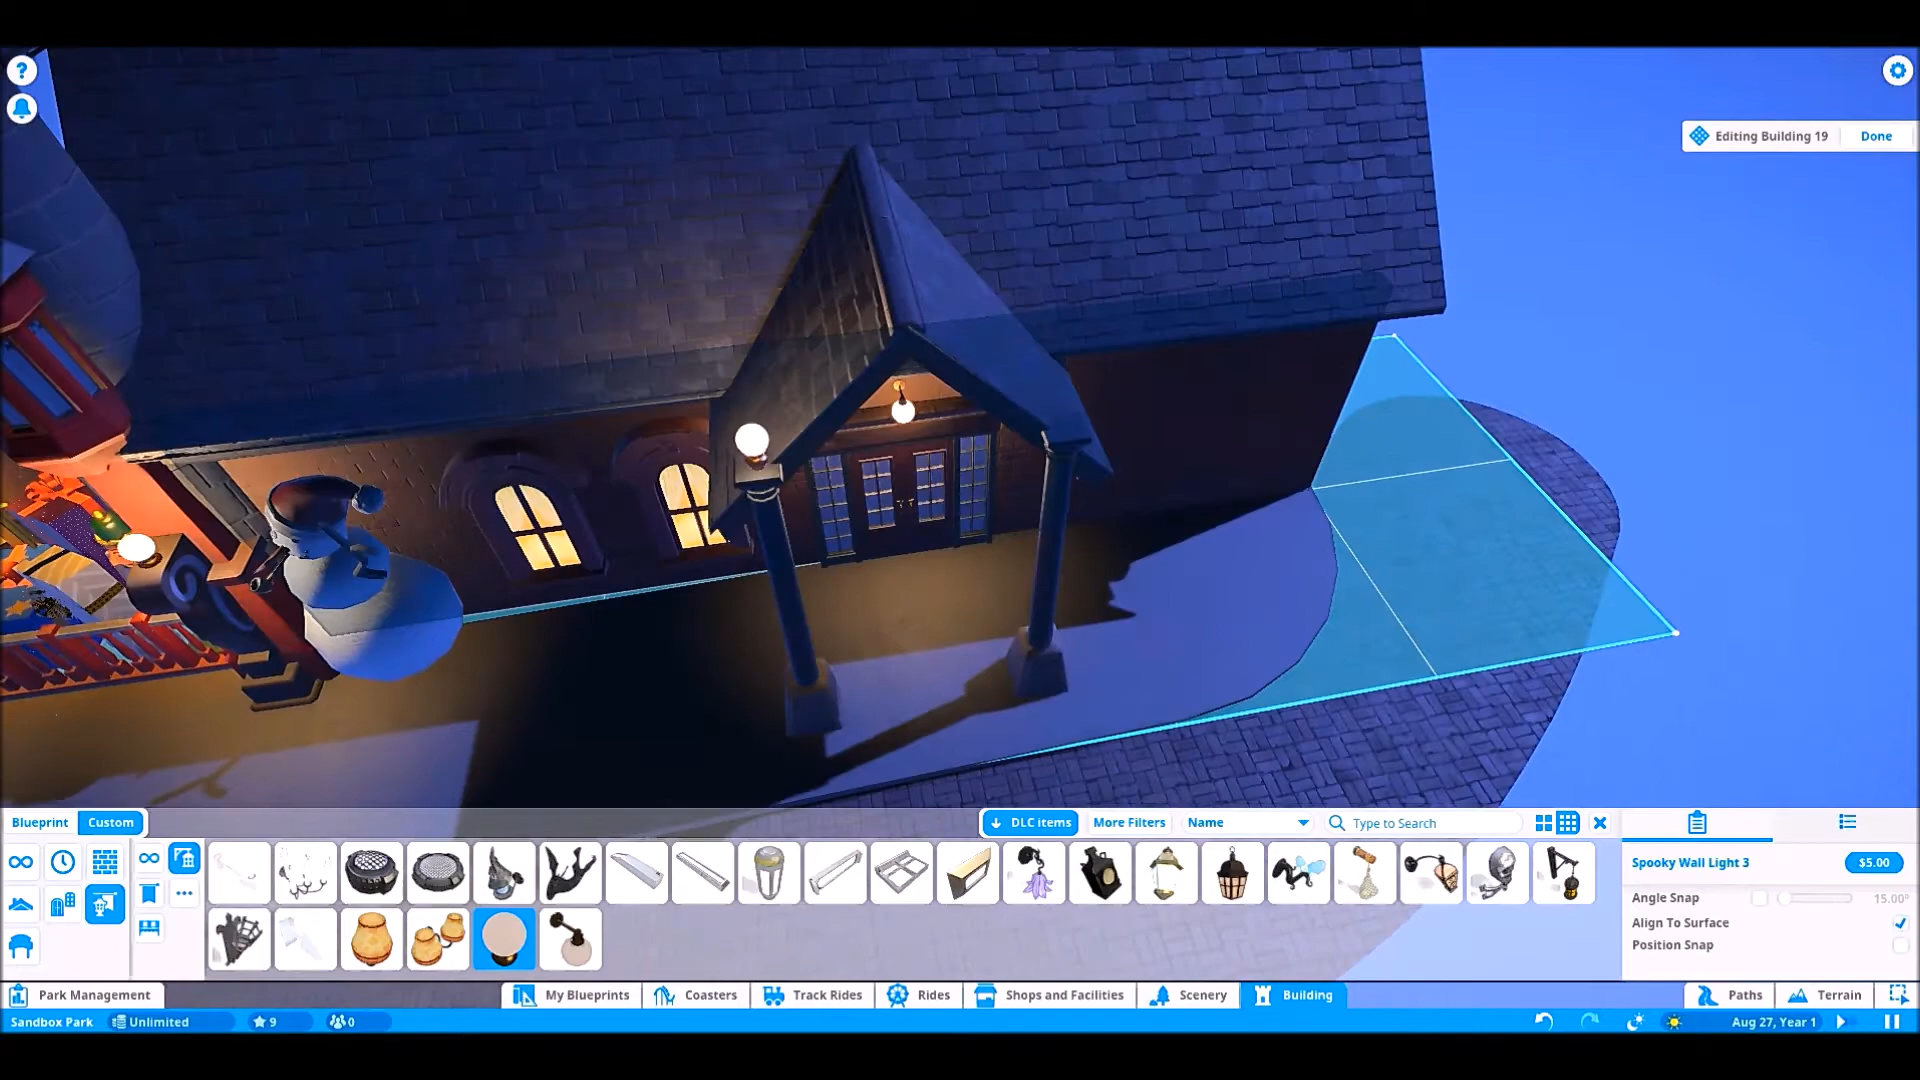 ?
Editing Building 19 Done
Blueprint Custom
DLC items More Filters Name Type to Search
Spooky Wall Light 3 $5.00
Angle Snap 15.00°
Align To Surface
Position Snap
Park Management My Blueprints Coasters Track Rides Rides Shops and Facilities Scenery Building Paths Terrain
Sandbox Park Unlimited 9 0 Aug 27, Year 1